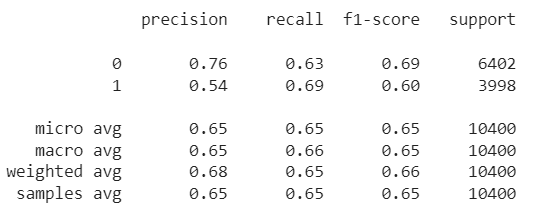 precision recall f1-score support
0 0.76 0.63 0.69 6402
1 0.54 0.69 0.60 3998
micro avg 0.65 0.65 0.65 10400
macro avg 0.65 0.66 0.65 10400
weighted avg 0.68 0.65 0.66 10400
samples avg 0.65 0.65 0.65 10400